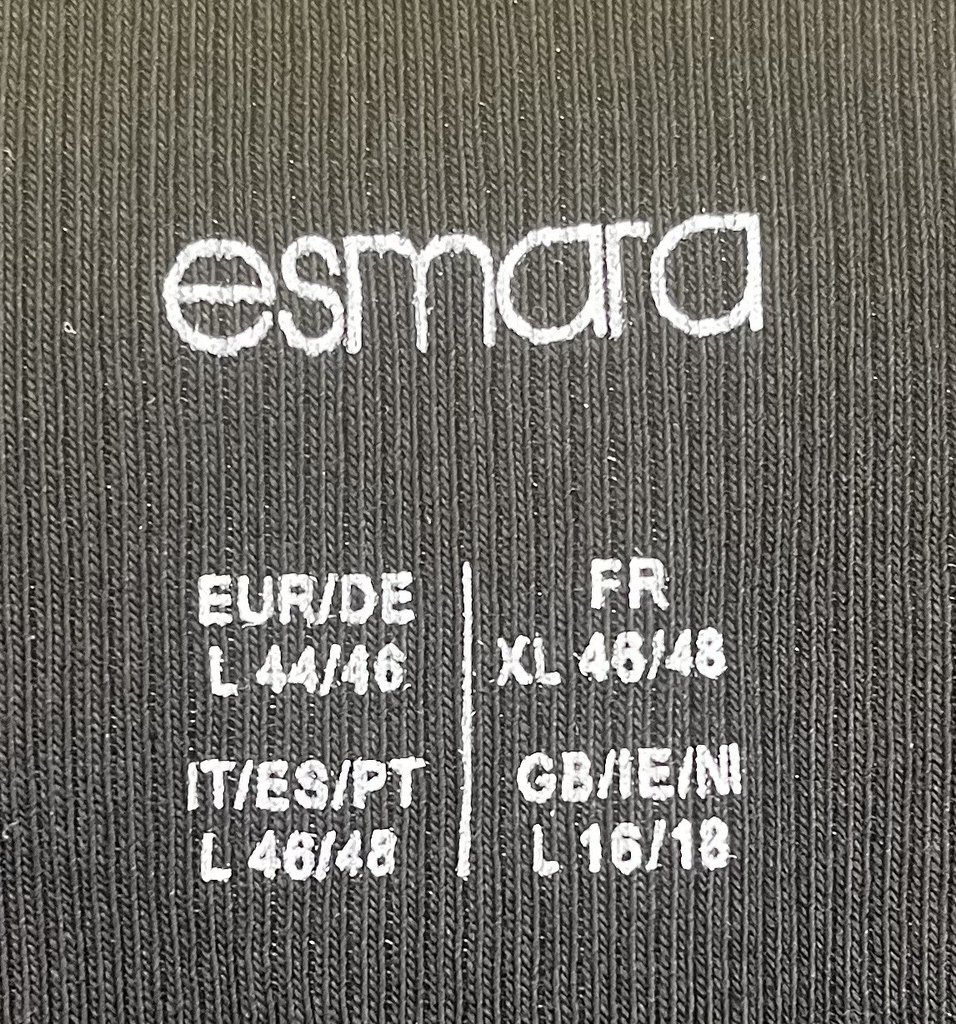 esmara
EUR/DE
L 44/46
FR
XL 46/48
IT/ES/PT
L 46/48
GB/IE/NI
L 16/18